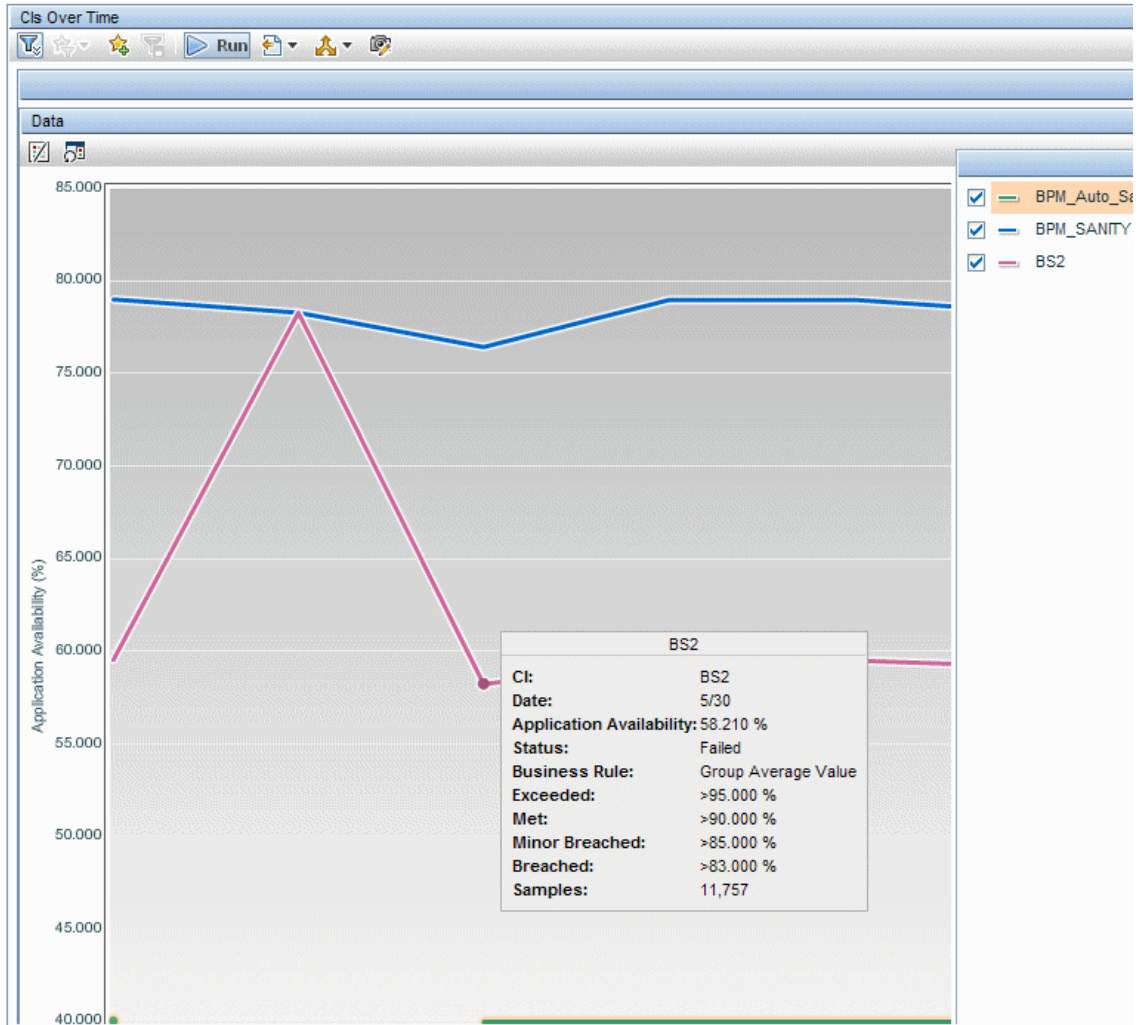 CIs Over Time
Run
Data
85.000
80.000
75.000
70.000
65.000
60.000
55.000
50.000
45.000
40.000
Application Availability (%)
BPM_Auto_Sa
BPM_SANITY
BS2
BS2
CI: BS2
Date: 5/30
Application Availability: 58.210 %
Status: Failed
Business Rule: Group Average Value
Exceeded: >95.000 %
Met: >90.000 %
Minor Breached: >85.000 %
Breached: >83.000 %
Samples: 11,757